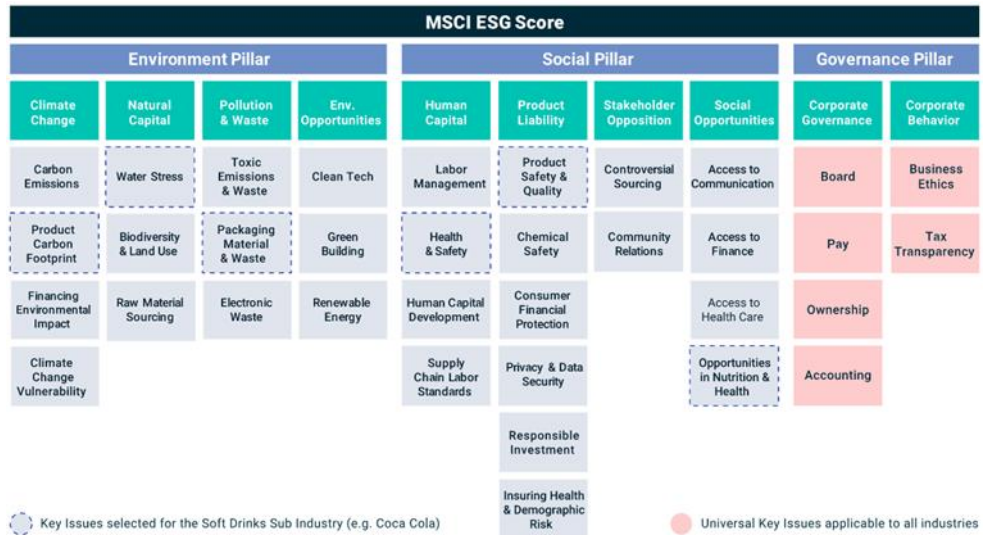 MSCI ESG Score
Environment Pillar
Social Pillar
Governance Pillar
Climate
Change
Natural
Capital
Pollution
& Waste
Env.
Opportunities
Human
Capital
Product
Liability
Stakeholder
Opposition
Social
Opportunities
Corporate
Governance
Corporate
Behavior
Carbon
Emissions
Water Stress
Toxic
Emissions
& Waste
Clean Tech
Labor
Management
Product
Safety &
Quality
Controversial
Sourcing
Access to
Communication
Board
Business
Ethics
Product
Carbon
Footprint
Biodiversity
& Land Use
Packaging
Material
& Waste
Green
Building
Health
& Safety
Chemical
Safety
Community
Relations
Access to
Finance
Pay
Tax
Transparency
Financing
Environmental
Impact
Raw Material
Sourcing
Electronic
Waste
Renewable
Energy
Human Capital
Development
Consumer
Financial
Protection
Access to
Health Care
Ownership
Climate
Change
Vulnerability
Supply
Chain Labor
Standards
Privacy & Data
Security
Opportunities
in Nutrition &
Health
Accounting
Responsible
Investment
Insuring Health
& Demographic
Risk
Key Issues selected for the Soft Drinks Sub Industry (e.g. Coca Cola)
Universal Key Issues applicable to all industries